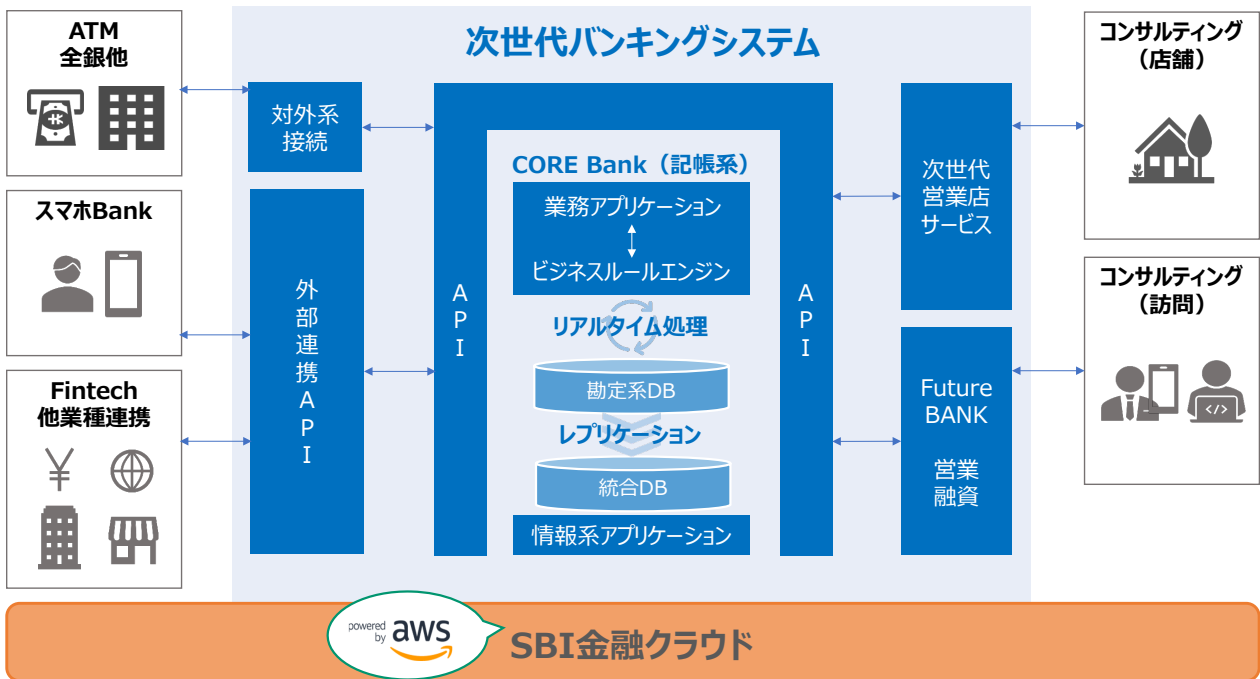 次世代バンキングシステム
ATM
全銀他
スマホBank
Fintech
他業種連携
対外系
接続
外
部
連
携
A
P
I
A
P
I
CORE Bank（記帳系）
業務アプリケーション
ビジネスルールエンジン
リアルタイム処理
勘定系DB
レプリケーション
統合DB
情報系アプリケーション
A
P
I
次世代
営業店
サービス
Future
BANK
営業
融資
コンサルティング
（店舗）
コンサルティング
（訪問）
</>
powered
by aws
SBI金融クラウド